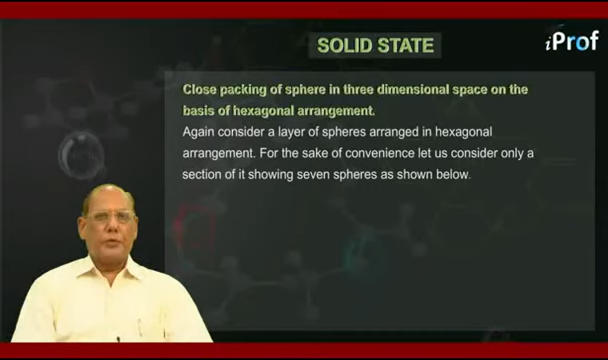 SOLID STATE
iProf
Close packing of sphere in three dimensional space on the
basis of hexagonal arrangement.
Again consider a layer of spheres arranged in hexagonal
arrangement. For the sake of convenience let us consider only a
section of it showing seven spheres as shown below.